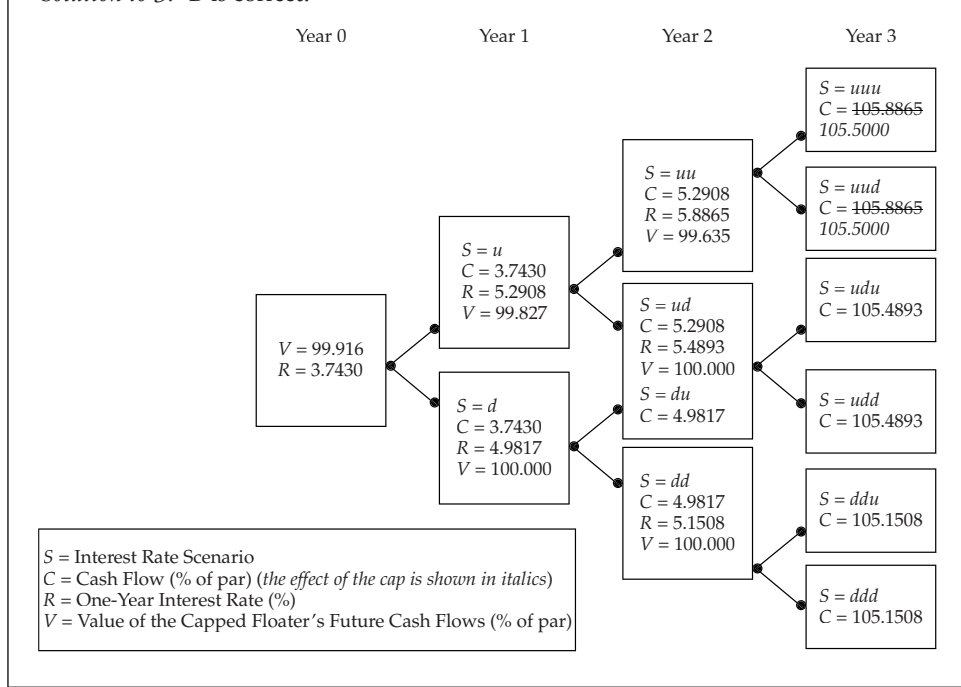 Solution to 3: B is correct.
Year 0 Year 1 Year 2 Year 3
S = uuu
C = 105.8865
105.5000
S = uu
C = 5.2908
R = 5.8865
V = 99.635
S = uud
C = 105.8865
105.5000
S = u
C = 3.7430
R = 5.2908
V = 99.827
S = udu
C = 105.4893
V = 99.916
R = 3.7430
S = ud
C = 5.2908
R = 5.4893
V = 100.000
S = du
C = 4.9817
S = udd
C = 105.4893
S = d
C = 3.7430
R = 4.9817
V = 100.000
S = dd
C = 4.9817
R = 5.1508
V = 100.000
S = ddu
C = 105.1508
S = ddd
C = 105.1508
S = Interest Rate Scenario
C = Cash Flow (% of par) (the effect of the cap is shown in italics)
R = One-Year Interest Rate (%)
V = Value of the Capped Floater's Future Cash Flows (% of par)